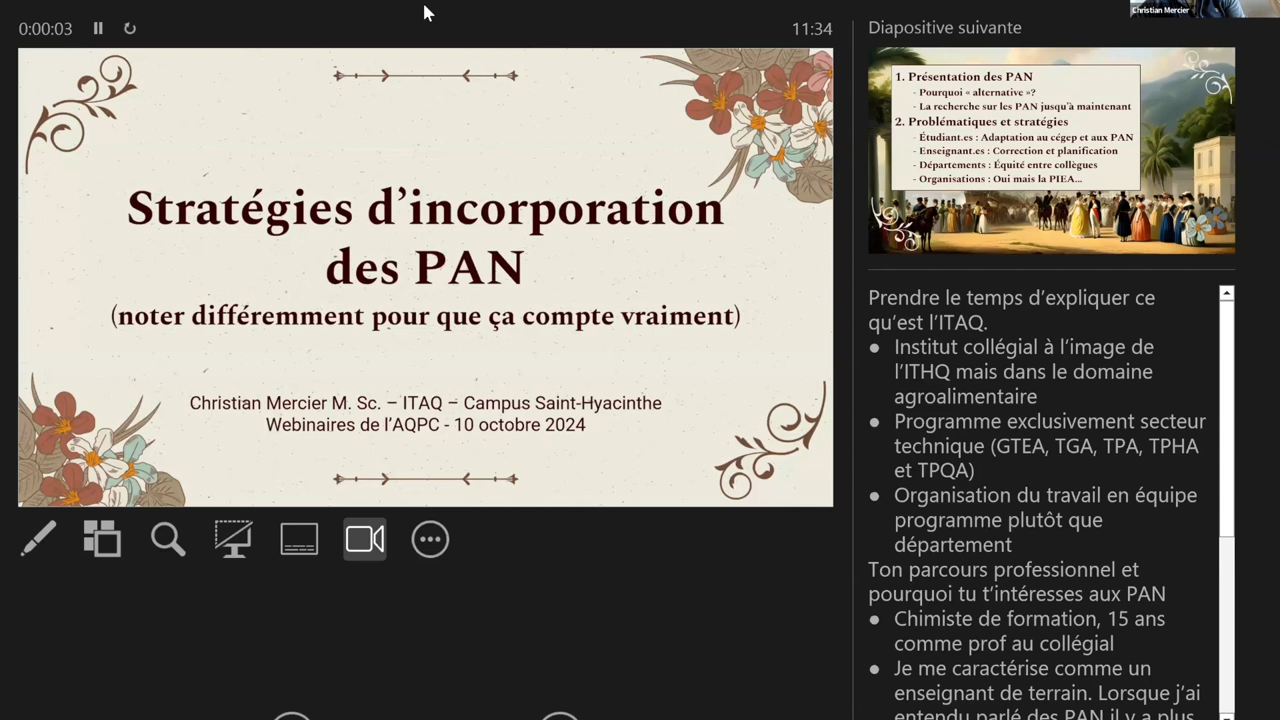 Christian Mercier
0:00:03
11:34
Diapositive suivante
Stratégies d’incorporation
des PAN
(noter différemment pour que ça compte vraiment)
Christian Mercier M. Sc. – ITAQ – Campus Saint-Hyacinthe
Webinaires de l’AQPC - 10 octobre 2024
1. Présentation des PAN
- Pourquoi « alternative »?
- La recherche sur les PAN jusqu’à maintenant
2. Problématiques et stratégies
- Étudiant.es : Adaptation au cégep et aux PAN
- Enseignant.es : Correction et planification
- Départements : Équité entre collègues
- Organisations : Oui mais la PIEA...
Prendre le temps d’expliquer ce
qu’est l’ITAQ.
● Institut collégial à l’image de
l’ITHQ mais dans le domaine
agroalimentaire
● Programme exclusivement secteur
technique (GTEA, TGA, TPA, TPHA
et TPQA)
● Organisation du travail en équipe
programme plutôt que
département
Ton parcours professionnel et
pourquoi tu t’intéresses aux PAN
● Chimiste de formation, 15 ans
comme prof au collégial
● Je me caractérise comme un
enseignant de terrain. Lorsque j’ai
entendu parlé des PAN il y a plus